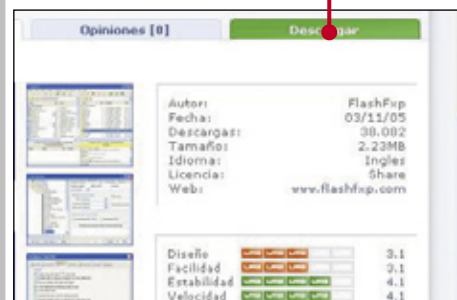 Opiniones [0]
Descargar
Autor: FlashFxp
Fecha: 03/11/05
Descargas: 38.082
Tamaño: 2.23MB
Idioma: Ingles
Licencia: Share
Web: www.flashfxp.com
Diseño 3.1
Facilidad 3.1
Estabilidad 4.1
Velocidad 4.1